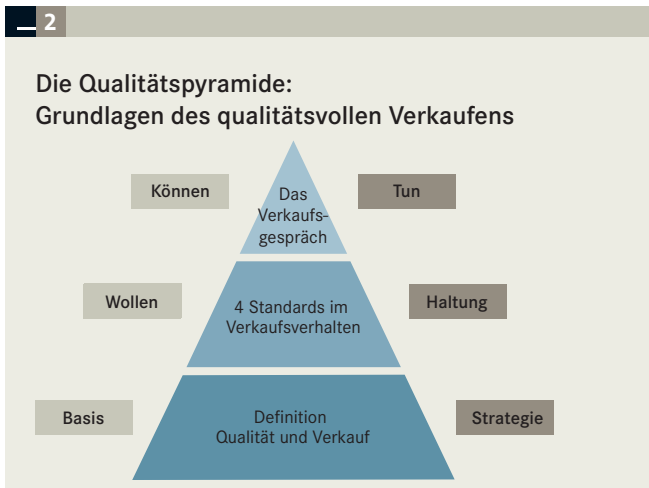 2
Die Qualitätspyramide:
Grundlagen des qualitätsvollen Verkaufens
Können
Das
Verkaufs-
gespräch
Tun
Wollen
4 Standards im
Verkaufsverhalten
Haltung
Basis
Definition
Qualität und Verkauf
Strategie